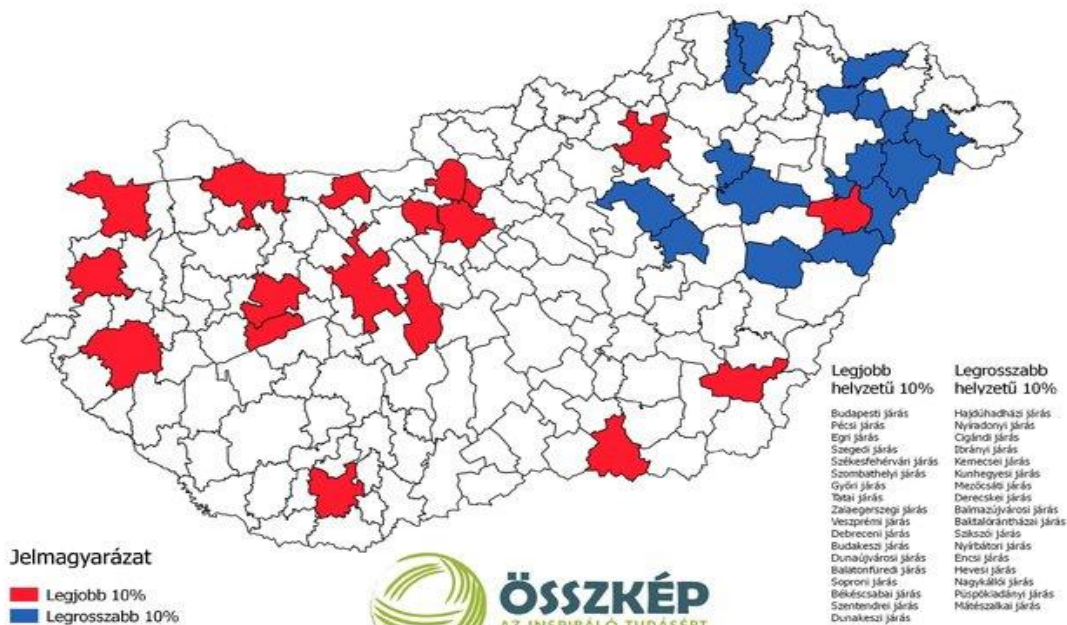 Legjobb
helyzetű 10%
Budapesti járás
Pécsi járás
Egri járás
Szegedi járás
Székesfehérvári járás
Szombathelyi járás
Győri járás
Tatai járás
Zalaegerszegi járás
Veszprémi járás
Debreceni járás
Budakeszi járás
Dunaújvárosi járás
Balatonfüredi járás
Soproni járás
Békéscsabai járás
Szentendrei járás
Dunakeszi járás
Legrosszabb
helyzetű 10%
Hajdúhadházi járás
Nyíradonyi járás
Cigándi járás
Ibrányi járás
Kemecsei járás
Kunhegyesi járás
Mezőcsáti járás
Derecskei járás
Balmazújvárosi járás
Baktalórántházai járás
Szikszói járás
Nyírbátori járás
Encsi járás
Hevesi járás
Nagykállói járás
Püspökladányi járás
Mátészalkai járás
Jelmagyarázat
Legjobb 10%
Legrosszabb 10%
ÖSSZKÉP
AZ INSPIRÁLÓ TUDÁSÉRT